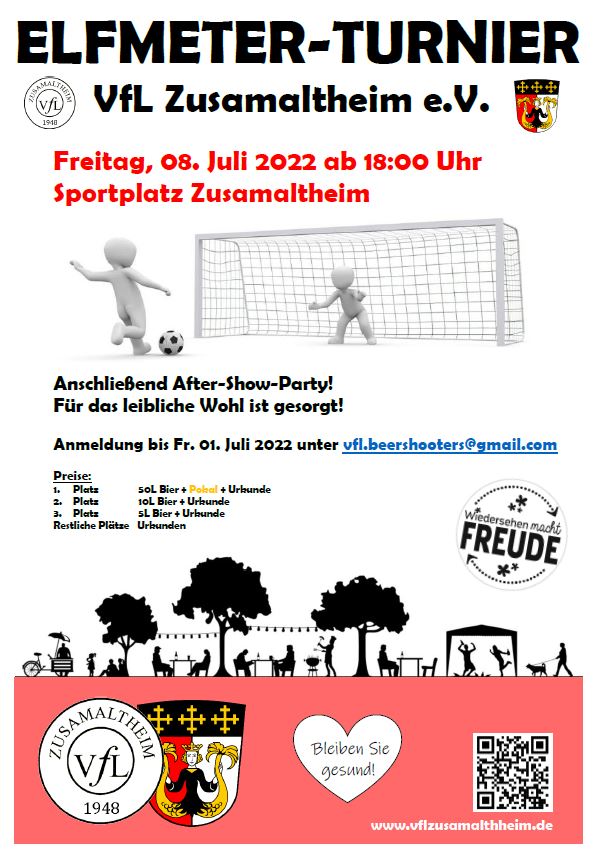 ELFMETER-TURNIER
VfL Zusamaltheim e.V.
ZUSAMALTHEIM
VfL
1948
Freitag, 08. Juli 2022 ab 18:00 Uhr
Sportplatz Zusamaltheim
Anschließend After-Show-Party!
Für das leibliche Wohl ist gesorgt!
Anmeldung bis Fr. 01. Juli 2022 unter vfl.beershooters@gmail.com
Preise:
1. Platz 50L Bier + Pokal + Urkunde
2. Platz 10L Bier + Urkunde
3. Platz 5L Bier + Urkunde
Restliche Plätze Urkunden
Wiedersehen macht
FREUDE
ZUSAMALTHEIM
VfL
1948
Bleiben Sie
gesund!
www.vflzusamalthheim.de